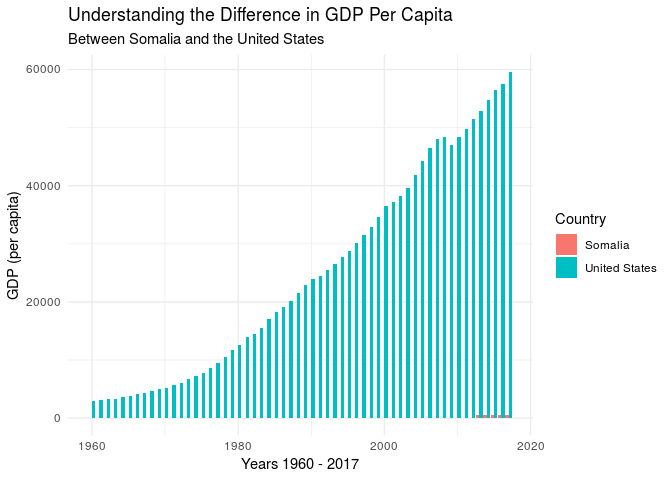 Understanding the Difference in GDP Per Capita
Between Somalia and the United States
60000
40000
20000
0
GDP (per capita)
1960
1980
2000
2020
Years 1960 - 2017
Country
Somalia
United States